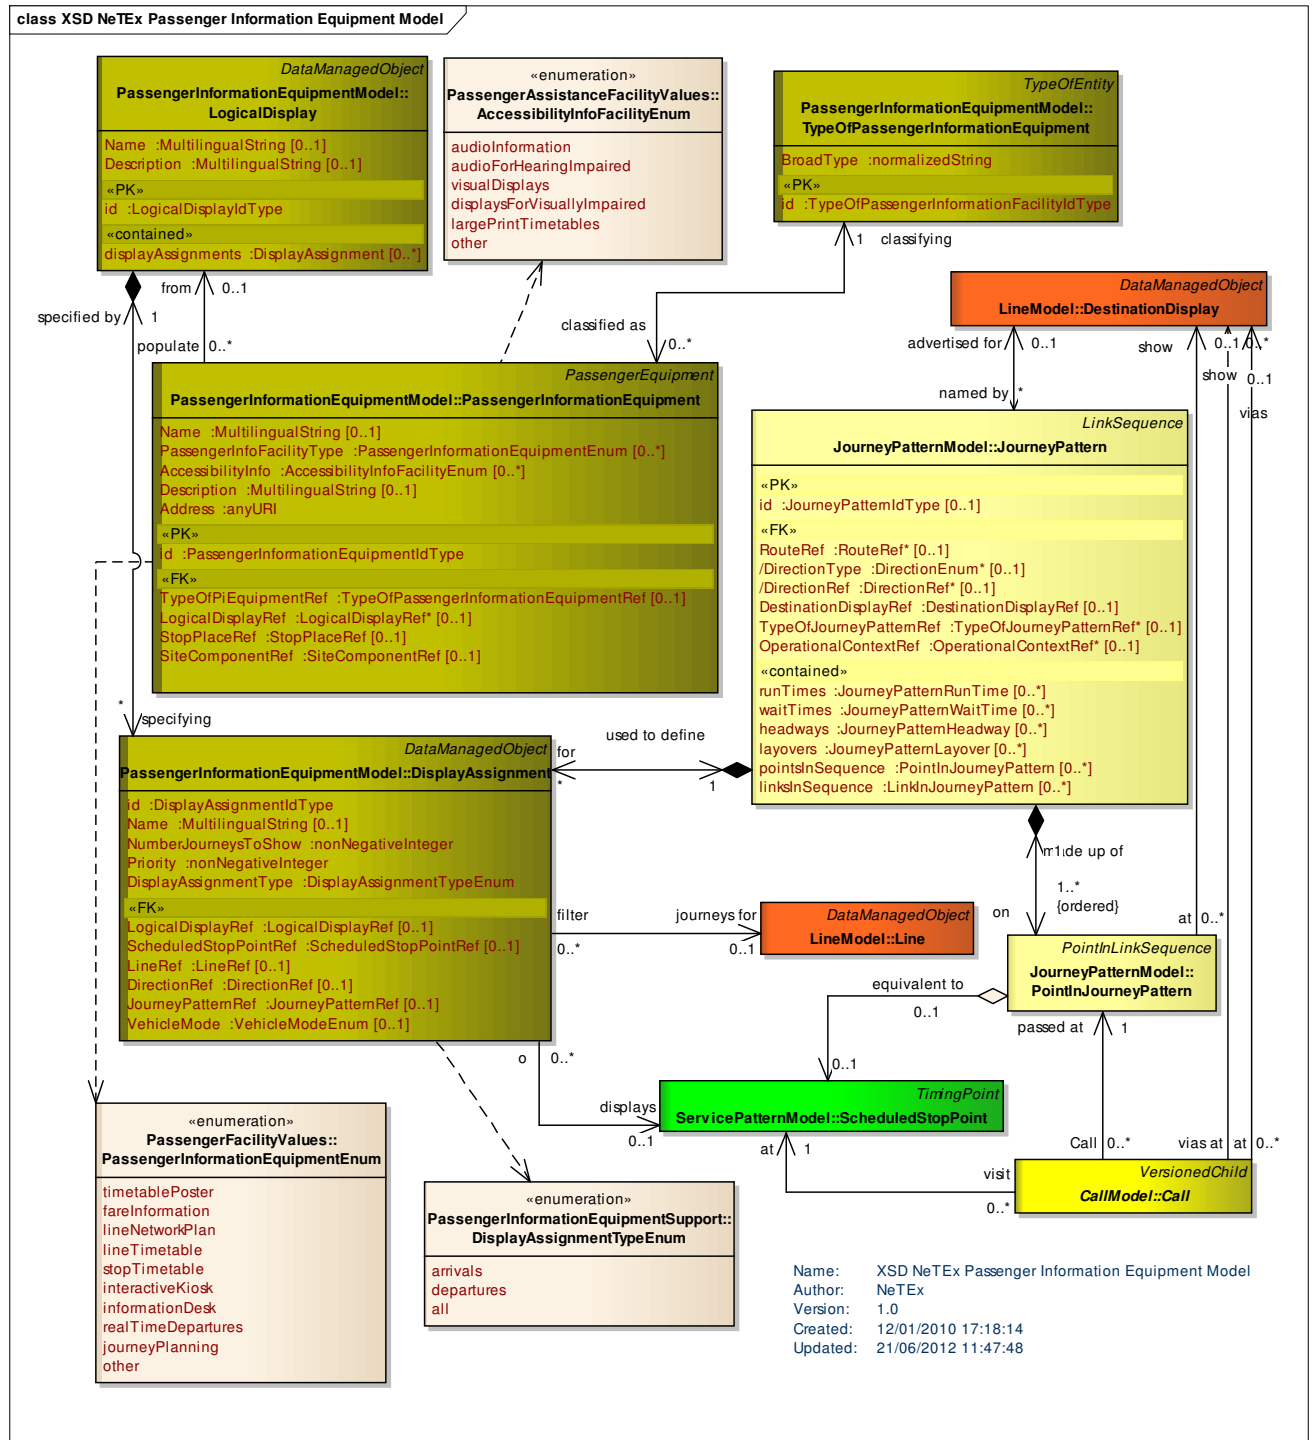 class XSD NeTEx Passenger Information Equipment Model
DataManagedObject
PassengerInformationEquipmentModel::
LogicalDisplay
Name :MultilingualString [0..1]
Description :MultilingualString [0..1]
«PK»
id :LogicalDisplayIdType
«contained»
displayAssignments :DisplayAssignment [0..*]
«enumeration»
PassengerAssistanceFacilityValues::
AccessibilityInfoFacilityEnum
audioInformation
audioForHearingImpaired
visualDisplays
displaysForVisuallyImpaired
largePrintTimetables
other
TypeOfEntity
PassengerInformationEquipmentModel::
TypeOfPassengerInformationEquipment
BroadType :normalizedString
«PK»
id :TypeOfPassengerInformationFacilityIdType
1 classifying
from 0..1
specified by 1
populate 0..*
classified as
0..*
DataManagedObject
LineModel::DestinationDisplay
advertised for 0..1
show 0..1 0..*
show 0..1
vias
named by *
PassengerEquipment
PassengerInformationEquipmentModel::PassengerInformationEquipment
Name :MultilingualString [0..1]
PassengerInfoFacilityType :PassengerInformationEquipmentEnum [0..*]
AccessibilityInfo :AccessibilityInfoFacilityEnum [0..*]
Description :MultilingualString [0..1]
Address :anyURI
«PK»
id :PassengerInformationEquipmentIdType
«FK»
TypeOfPiEquipmentRef :TypeOfPassengerInformationEquipmentRef [0..1]
LogicalDisplayRef :LogicalDisplayRef* [0..1]
StopPlaceRef :StopPlaceRef [0..1]
SiteComponentRef :SiteComponentRef [0..1]
LinkSequence
JourneyPatternModel::JourneyPattern
«PK»
id :JourneyPatternIdType [0..1]
«FK»
RouteRef :RouteRef* [0..1]
/DirectionType :DirectionEnum* [0..1]
/DirectionRef :DirectionRef* [0..1]
DestinationDisplayRef :DestinationDisplayRef [0..1]
TypeOfJourneyPatternRef :TypeOfJourneyPatternRef* [0..1]
OperationalContextRef :OperationalContextRef* [0..1]
«contained»
runTimes :JourneyPatternRunTime [0..*]
waitTimes :JourneyPatternWaitTime [0..*]
headways :JourneyPatternHeadway [0..*]
layovers :JourneyPatternLayover [0..*]
pointsInSequence :PointInJourneyPattern [0..*]
linksInSequence :LinkInJourneyPattern [0..*]
* specifying
for
*
used to define
1
DataManagedObject
PassengerInformationEquipmentModel::DisplayAssignment
id :DisplayAssignmentIdType
Name :MultilingualString [0..1]
NumberJourneysToShow :nonNegativeInteger
Priority :nonNegativeInteger
DisplayAssignmentType :DisplayAssignmentTypeEnum
«FK»
LogicalDisplayRef :LogicalDisplayRef [0..1]
ScheduledStopPointRef :ScheduledStopPointRef [0..1]
LineRef :LineRef [0..1]
DirectionRef :DirectionRef [0..1]
JourneyPatternRef :JourneyPatternRef [0..1]
VehicleMode :VehicleModeEnum [0..1]
filter
0..*
journeys for
0..1
DataManagedObject
LineModel::Line
made up of
1
1..*
{ordered}
on
at 0..*
PointInLinkSequence
JourneyPatternModel::
PointInJourneyPattern
equivalent to
0..1
0..1
passed at 1
o 0..*
displays
0..1
TimingPoint
ServicePatternModel::ScheduledStopPoint
at 1
Call 0..*
vias at at 0..*
visit
0..*
VersionedChild
CallModel::Call
«enumeration»
PassengerFacilityValues::
PassengerInformationEquipmentEnum
timetablePoster
fareInformation
lineNetworkPlan
lineTimetable
stopTimetable
interactiveKiosk
informationDesk
realTimeDepartures
journeyPlanning
other
«enumeration»
PassengerInformationEquipmentSupport::
DisplayAssignmentTypeEnum
arrivals
departures
all
Name: XSD NeTEx Passenger Information Equipment Model
Author: NeTEx
Version: 1.0
Created: 12/01/2010 17:18:14
Updated: 21/06/2012 11:47:48